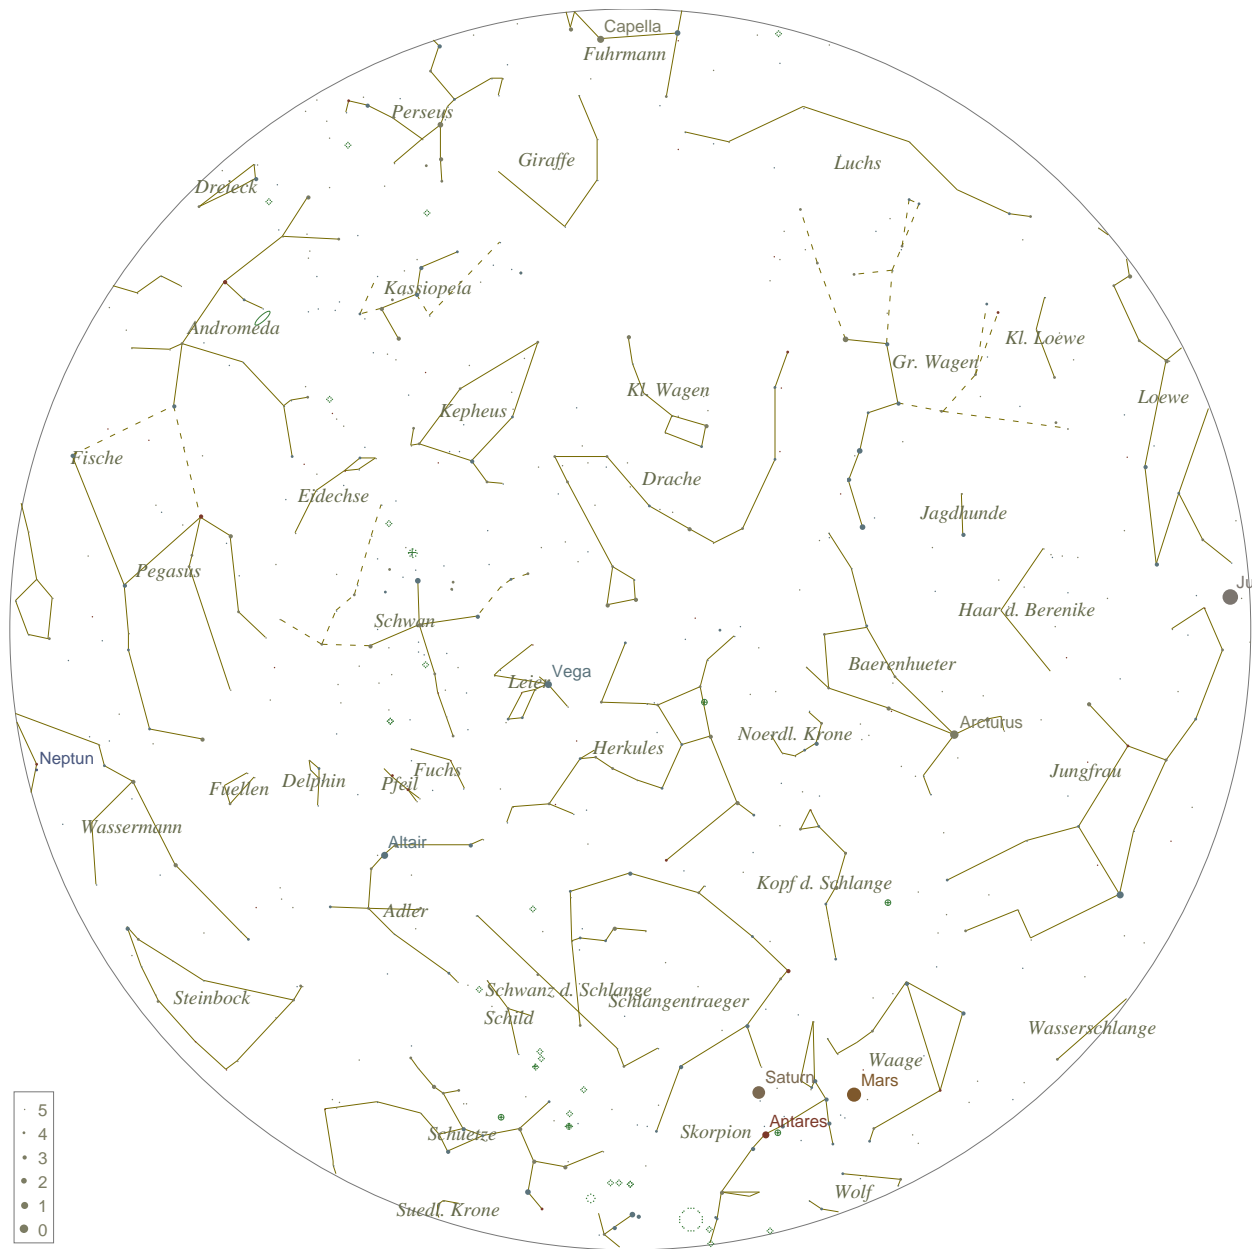 Capella
Fuhrmann
Perseus
Giraffe
Luchs
Dreieck
Kassiopeia
Andromeda
Kl. Loewe
Gr. Wagen
Kl. Wagen
Loewe
Kepheus
Fische
Drache
Eidechse
Jagdhunde
Pegasus
Ju
Haar d. Berenike
Schwan
Baerenhueter
Vega
Leier
Arcturus
Noerdl. Krone
Herkules
Neptun
Jungfrau
Fuchs
Delphin
Pfeil
Fuellen
Wassermann
Altair
Kopf d. Schlange
Adler
Schwanz d. Schlange
Steinbock
Schlangentraeger
Schild
Wasserschlange
Waage
Saturn
Mars
Antares
Skorpion
Schuetze
Wolf
Suedl. Krone
5
4
3
2
1
0